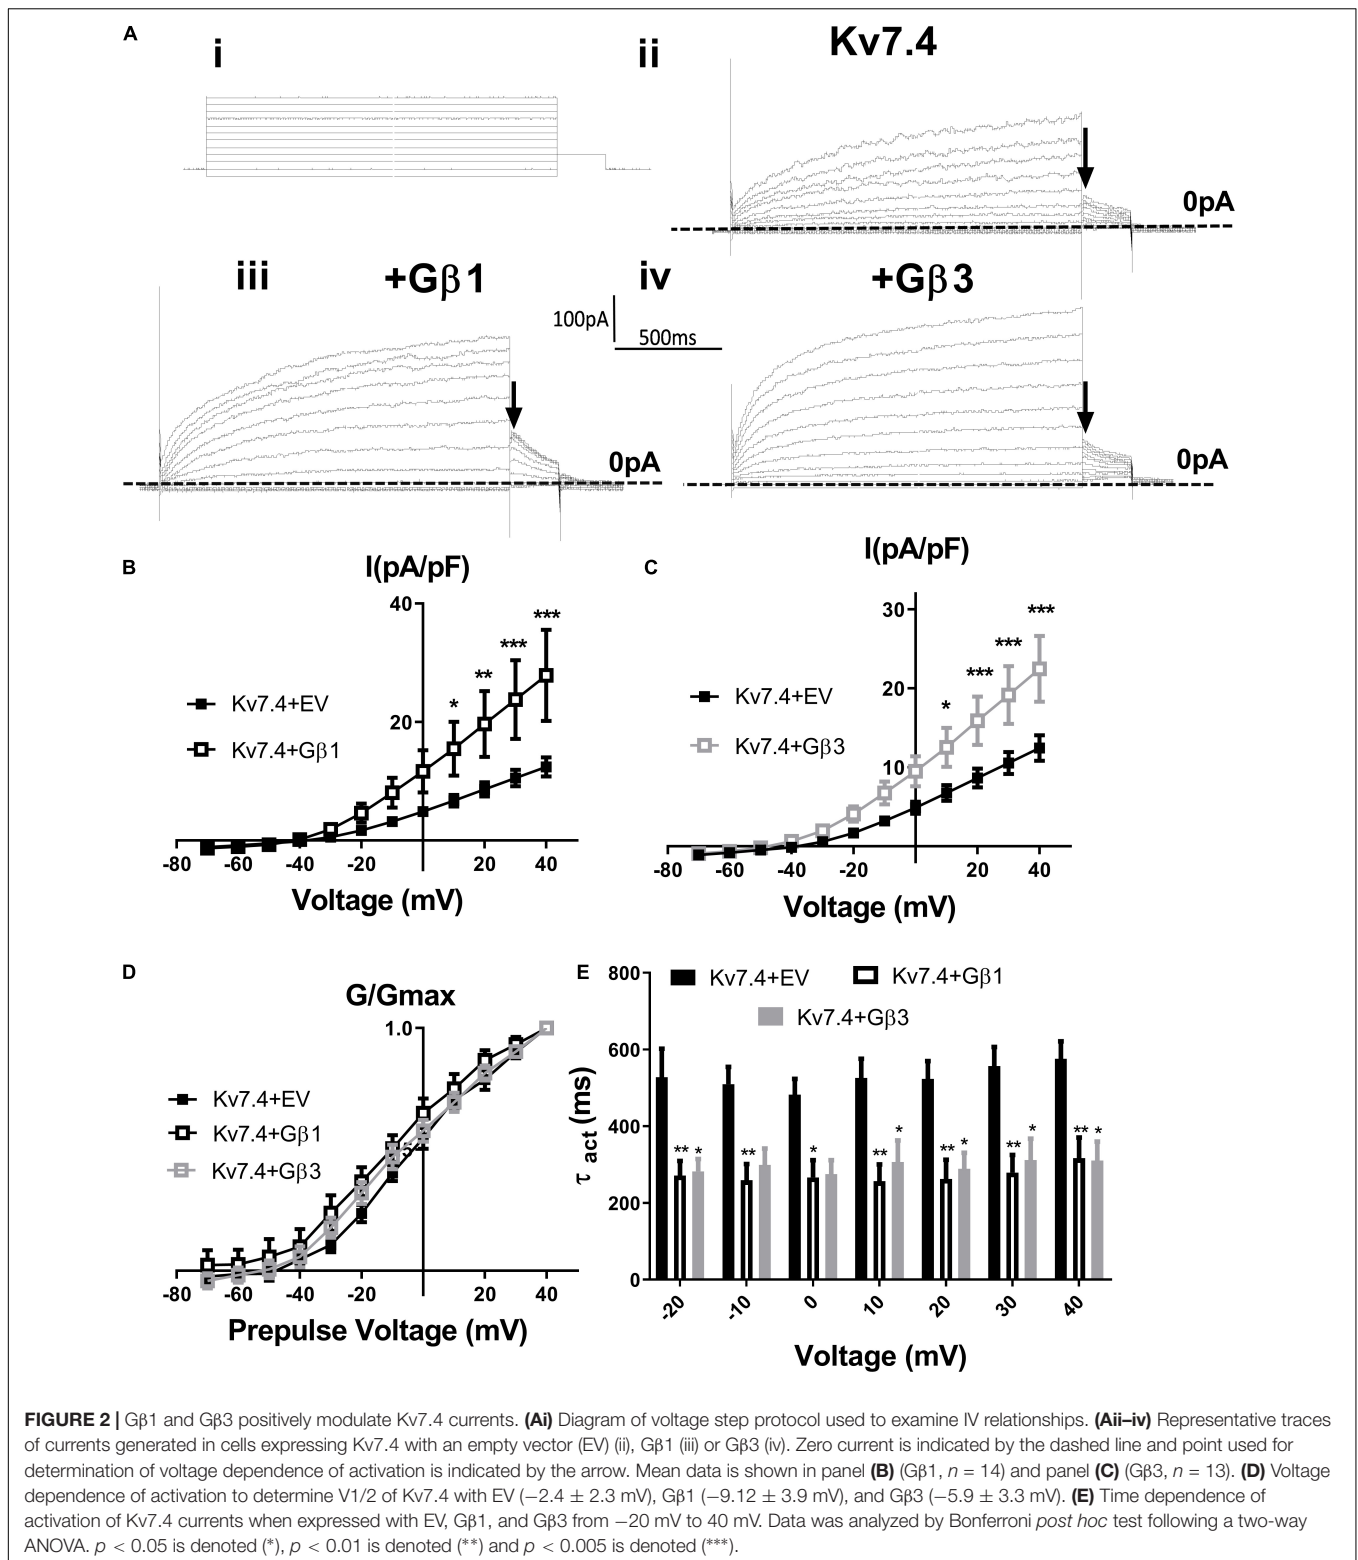 A
i
ii
Kv7.4
0pA
iii
+Gβ1
100pA
500ms
iv
+Gβ3
0pA
0pA
B
I(pA/pF)
40
20
-80 -60 -40 -20 20 40
Voltage (mV)
Kv7.4+EV
Kv7.4+Gβ1
* ** *** ***
C
I(pA/pF)
30
20
10
-80 -60 -40 -20 20 40
Voltage (mV)
Kv7.4+EV
Kv7.4+Gβ3
* *** *** ***
D
G/Gmax
1.0
Kv7.4+EV
Kv7.4+Gβ1
Kv7.4+Gβ3
-80 -60 -40 -20 20 40
Prepulse Voltage (mV)
E
Kv7.4+EV
Kv7.4+Gβ1
Kv7.4+Gβ3
τ act (ms)
800
600
400
200
0
** * ** * ** * ** * ** * ** *
-20 -10 0 10 20 30 40
Voltage (mV)
FIGURE 2 | Gβ1 and Gβ3 positively modulate Kv7.4 currents. (Ai) Diagram of voltage step protocol used to examine IV relationships. (Aii–iv) Representative traces
of currents generated in cells expressing Kv7.4 with an empty vector (EV) (ii), Gβ1 (iii) or Gβ3 (iv). Zero current is indicated by the dashed line and point used for
determination of voltage dependence of activation is indicated by the arrow. Mean data is shown in panel (B) (Gβ1, n = 14) and panel (C) (Gβ3, n = 13). (D) Voltage
dependence of activation to determine V1/2 of Kv7.4 with EV (−2.4 ± 2.3 mV), Gβ1 (−9.12 ± 3.9 mV), and Gβ3 (−5.9 ± 3.3 mV). (E) Time dependence of
activation of Kv7.4 currents when expressed with EV, Gβ1, and Gβ3 from −20 mV to 40 mV. Data was analyzed by Bonferroni post hoc test following a two-way
ANOVA. p < 0.05 is denoted (*), p < 0.01 is denoted (**) and p < 0.005 is denoted (***).